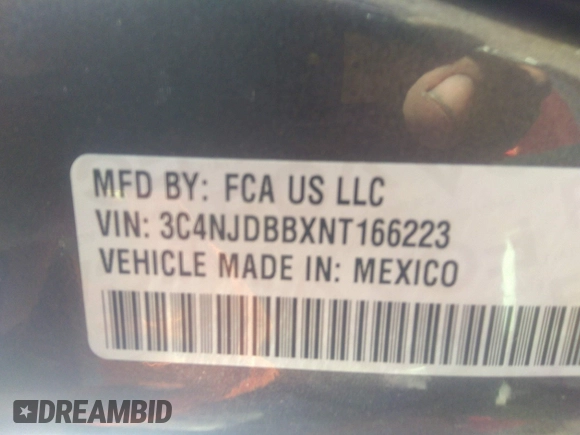 MFD BY: FCA US LLC
VIN: 3C4NJDBBXNT166223
VEHICLE MADE IN: MEXICO
DREAMBID